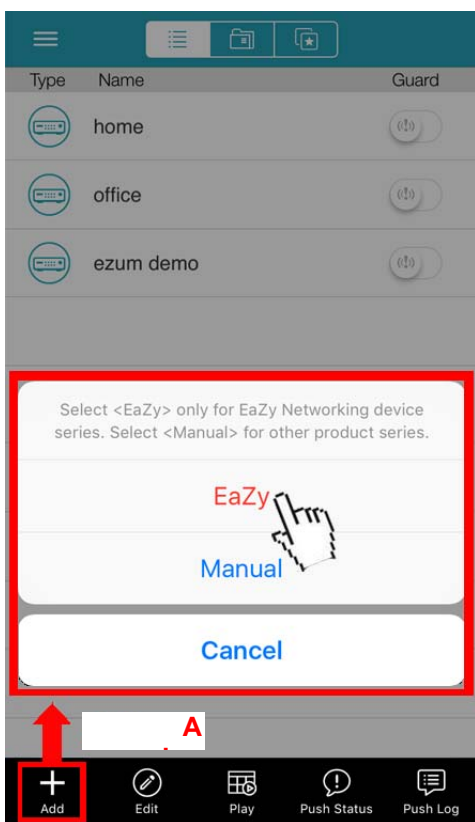 Type Name Guard
home
office
ezum demo
Select <EaZy> only for EaZy Networking device
series. Select <Manual> for other product series.
EaZy
Manual
Cancel
A
Add Edit Play Push Status Push Log